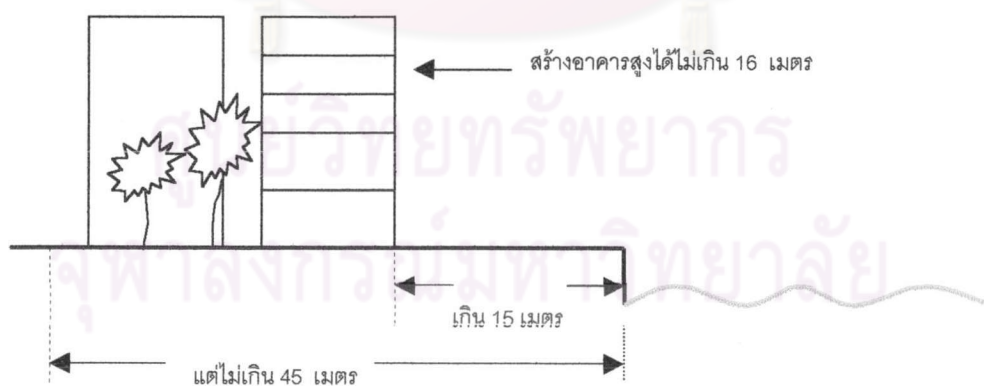 สร้างอาคารสูงได้ไม่เกิน 16 เมตร
ศูนย์วิทยทรัพยากร
จุฬาลงกรณ์มหาวิทยาลัย
เกิน 15 เมตร
แต่ไม่เกิน 45 เมตร